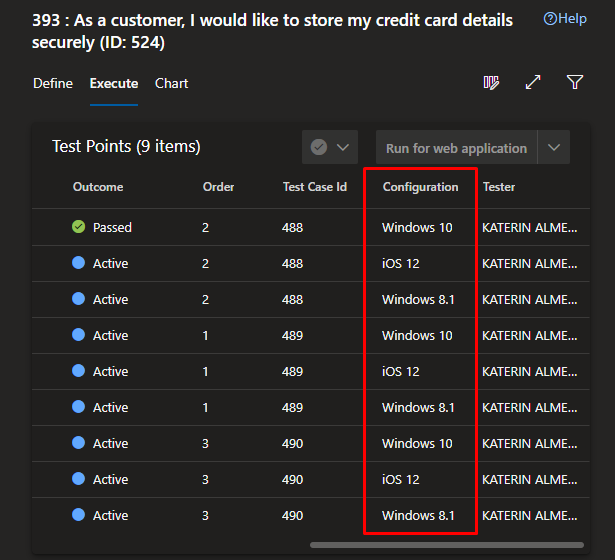 393 : As a customer, I would like to store my credit card details
securely (ID: 524)
Help
Define Execute Chart
Test Points (9 items)
Run for web application
Outcome Order Test Case Id Configuration Tester
Passed 2 488 Windows 10 KATERIN ALME...
Active 2 488 iOS 12 KATERIN ALME...
Active 2 488 Windows 8.1 KATERIN ALME...
Active 1 489 Windows 10 KATERIN ALME...
Active 1 489 iOS 12 KATERIN ALME...
Active 1 489 Windows 8.1 KATERIN ALME...
Active 3 490 Windows 10 KATERIN ALME...
Active 3 490 iOS 12 KATERIN ALME...
Active 3 490 Windows 8.1 KATERIN ALME...